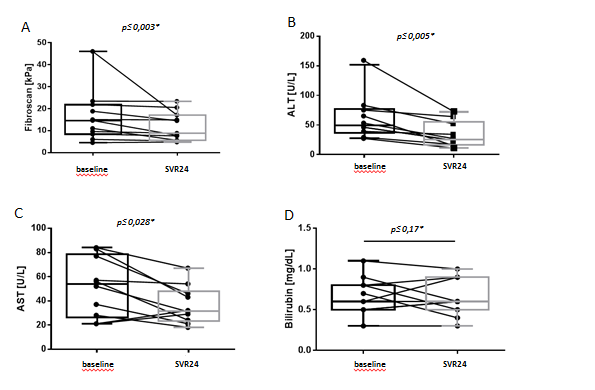 A
p≤0,003*
Fibroscan [kPa]
50
40
30
20
10
0
baseline
SVR24
B
p≤0,005*
ALT [U/L]
200
150
100
50
0
baseline
SVR24
C
p≤0,028*
AST [U/L]
100
80
60
40
20
0
baseline
SVR24
D
p≤0,17*
Bilirubin [mg/dL]
1.5
1.0
0.5
0.0
baseline
SVR24